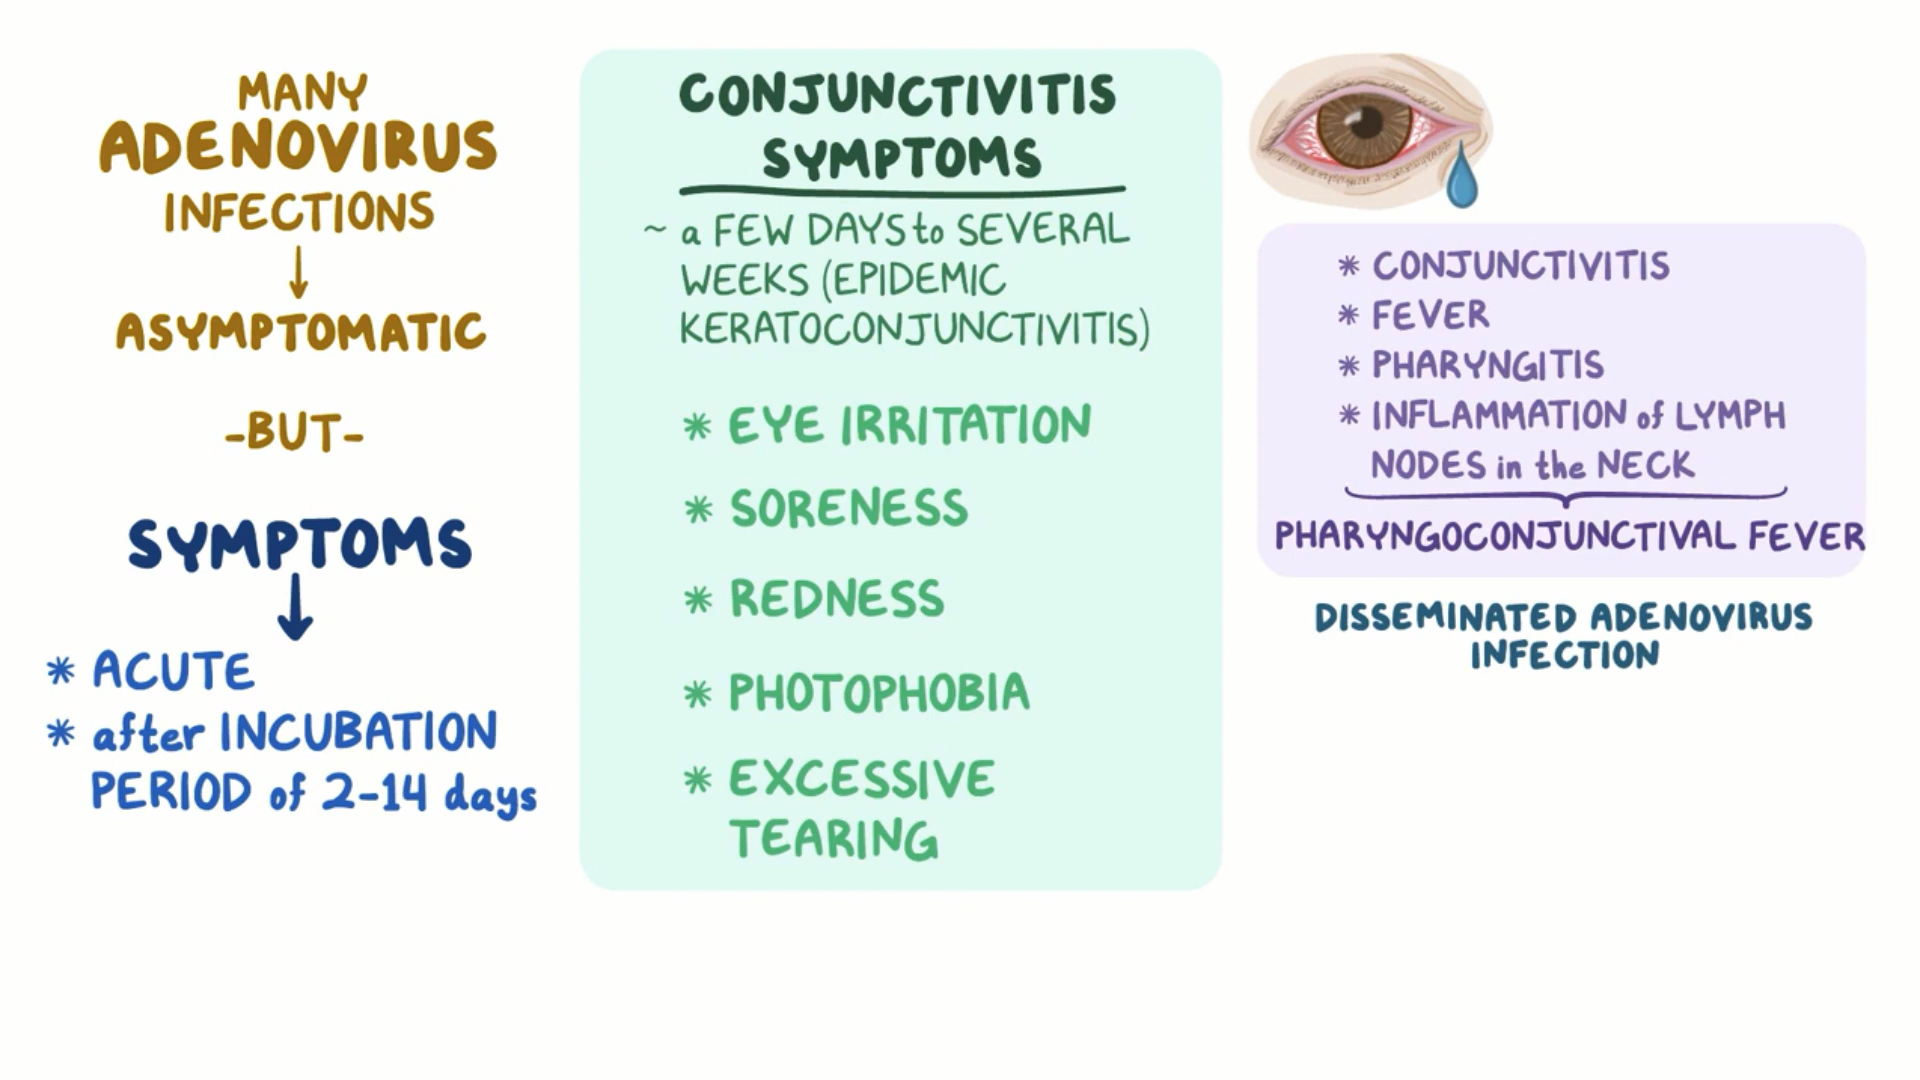 MANY
ADENOVIRUS
INFECTIONS
ASYMPTOMATIC
-BUT-
SYMPTOMS
* ACUTE
* after INCUBATION
PERIOD of 2-14 days
CONJUNCTIVITIS
SYMPTOMS
~ a FEW DAYS to SEVERAL
WEEKS (EPIDEMIC
KERATOCONJUNCTIVITIS)
* EYE IRRITATION
* SORENESS
* REDNESS
* PHOTOPHOBIA
* EXCESSIVE
TEARING
* CONJUNCTIVITIS
* FEVER
* PHARYNGITIS
* INFLAMMATION of LYMPH
NODES in the NECK
PHARYNGOCONJUNCTIVAL FEVER
DISSEMINATED ADENOVIRUS
INFECTION